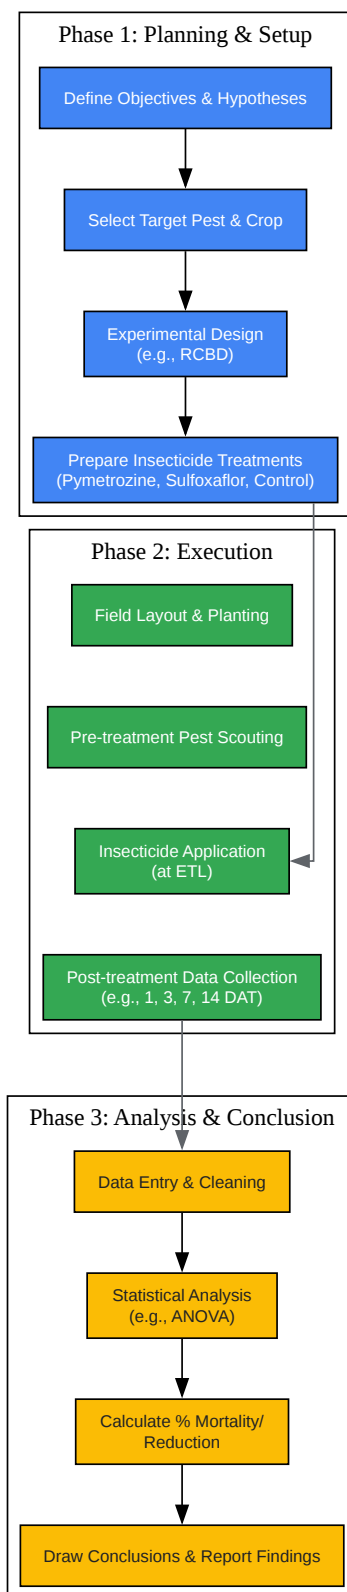 Phase 1: Planning & Setup
Define Objectives & Hypotheses
Select Target Pest & Crop
Experimental Design
(e.g., RCBD)
Prepare Insecticide Treatments
(Pymetrozine, Sulfoxaflor, Control)
Phase 2: Execution
Field Layout & Planting
Pre-treatment Pest Scouting
Insecticide Application
(at ETL)
Post-treatment Data Collection
(e.g., 1, 3, 7, 14 DAT)
Phase 3: Analysis & Conclusion
Data Entry & Cleaning
Statistical Analysis
(e.g., ANOVA)
Calculate % Mortality/
Reduction
Draw Conclusions & Report Findings